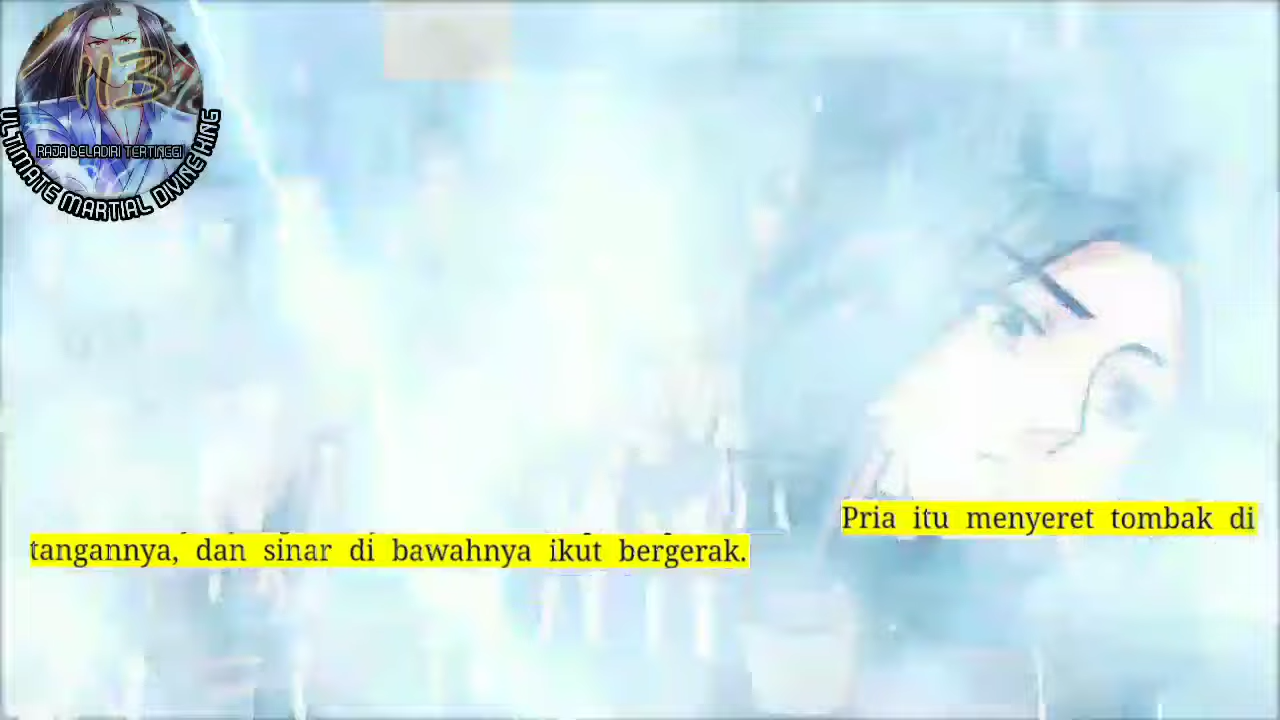 113
RAJA BELADIRI TERTINGGI
ULTIMATE MARTIAL DIVINE KING
Pria itu menyeret tombak di
tangannya, dan sinar di bawahnya ikut bergerak.